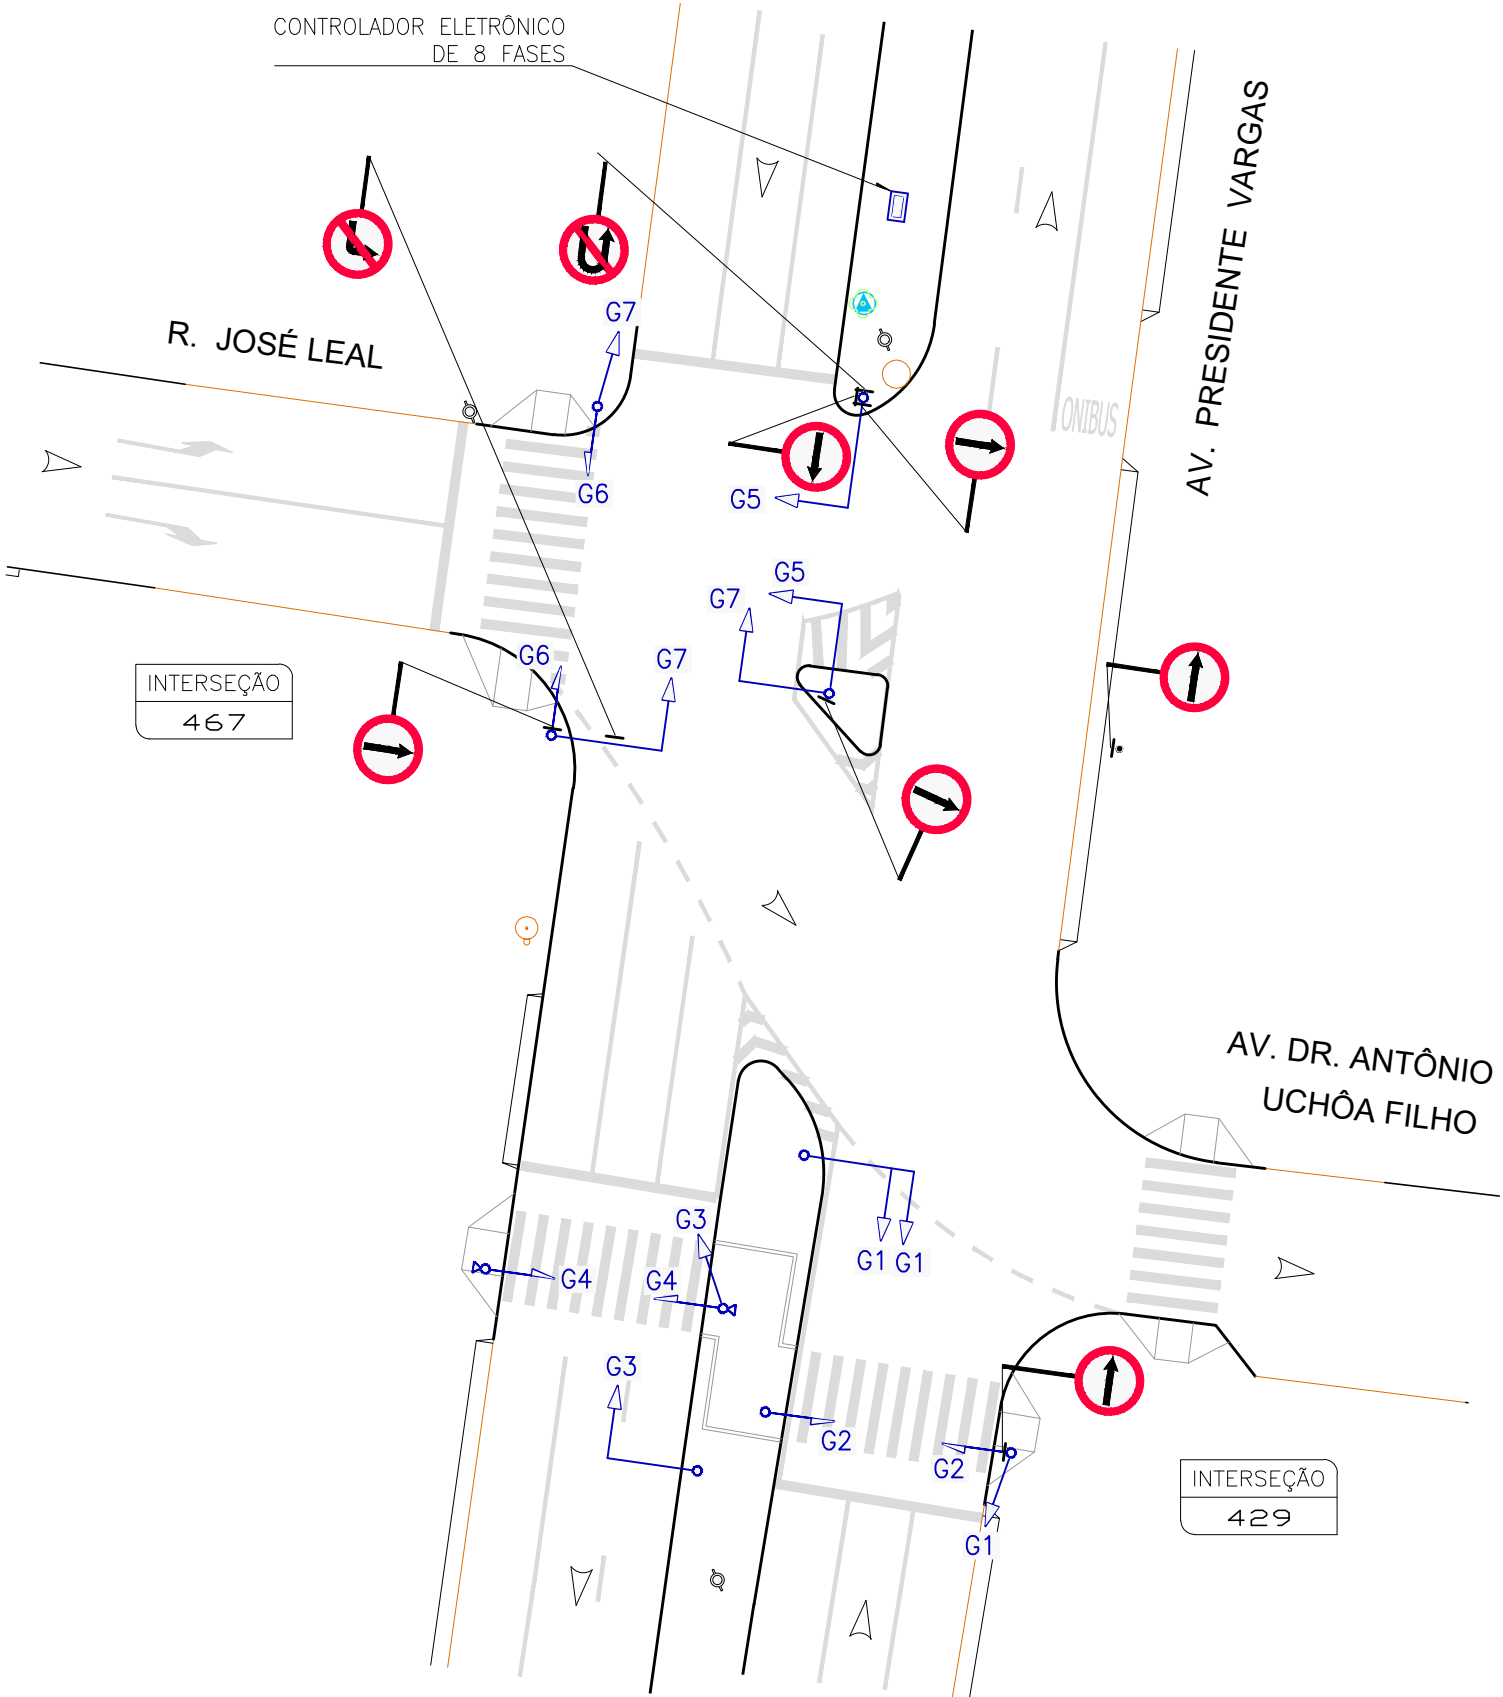 CONTROLADOR ELETRÔNICO
DE 8 FASES
AV. PRESIDENTE VARGAS
R. JOSÉ LEAL
G7
ONIBUS
G6
G5
G5
G7
G6
G7
INTERSEÇÃO
467
AV. DR. ANTÔNIO
UCHÔA FILHO
G3
G1 G1
G4
G4
G3
G2
G2
INTERSEÇÃO
429
G1